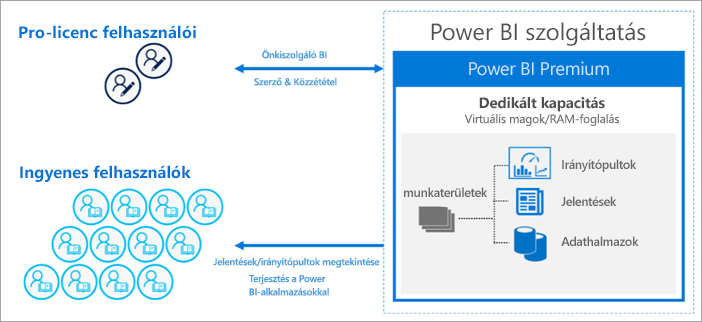 Pro-licenc felhasználói
Önkiszolgáló BI
Szerző & Közzététel
Ingyenes felhasználók
Jelentések/irányítópultok megtekintése
Terjesztés a Power
BI-alkalmazásokkal
Power BI szolgáltatás
Power BI Premium
Dedikált kapacitás
Virtuális magok/RAM-foglalás
munkaterületek
Irányítópultok
Jelentések
Adathalmazok